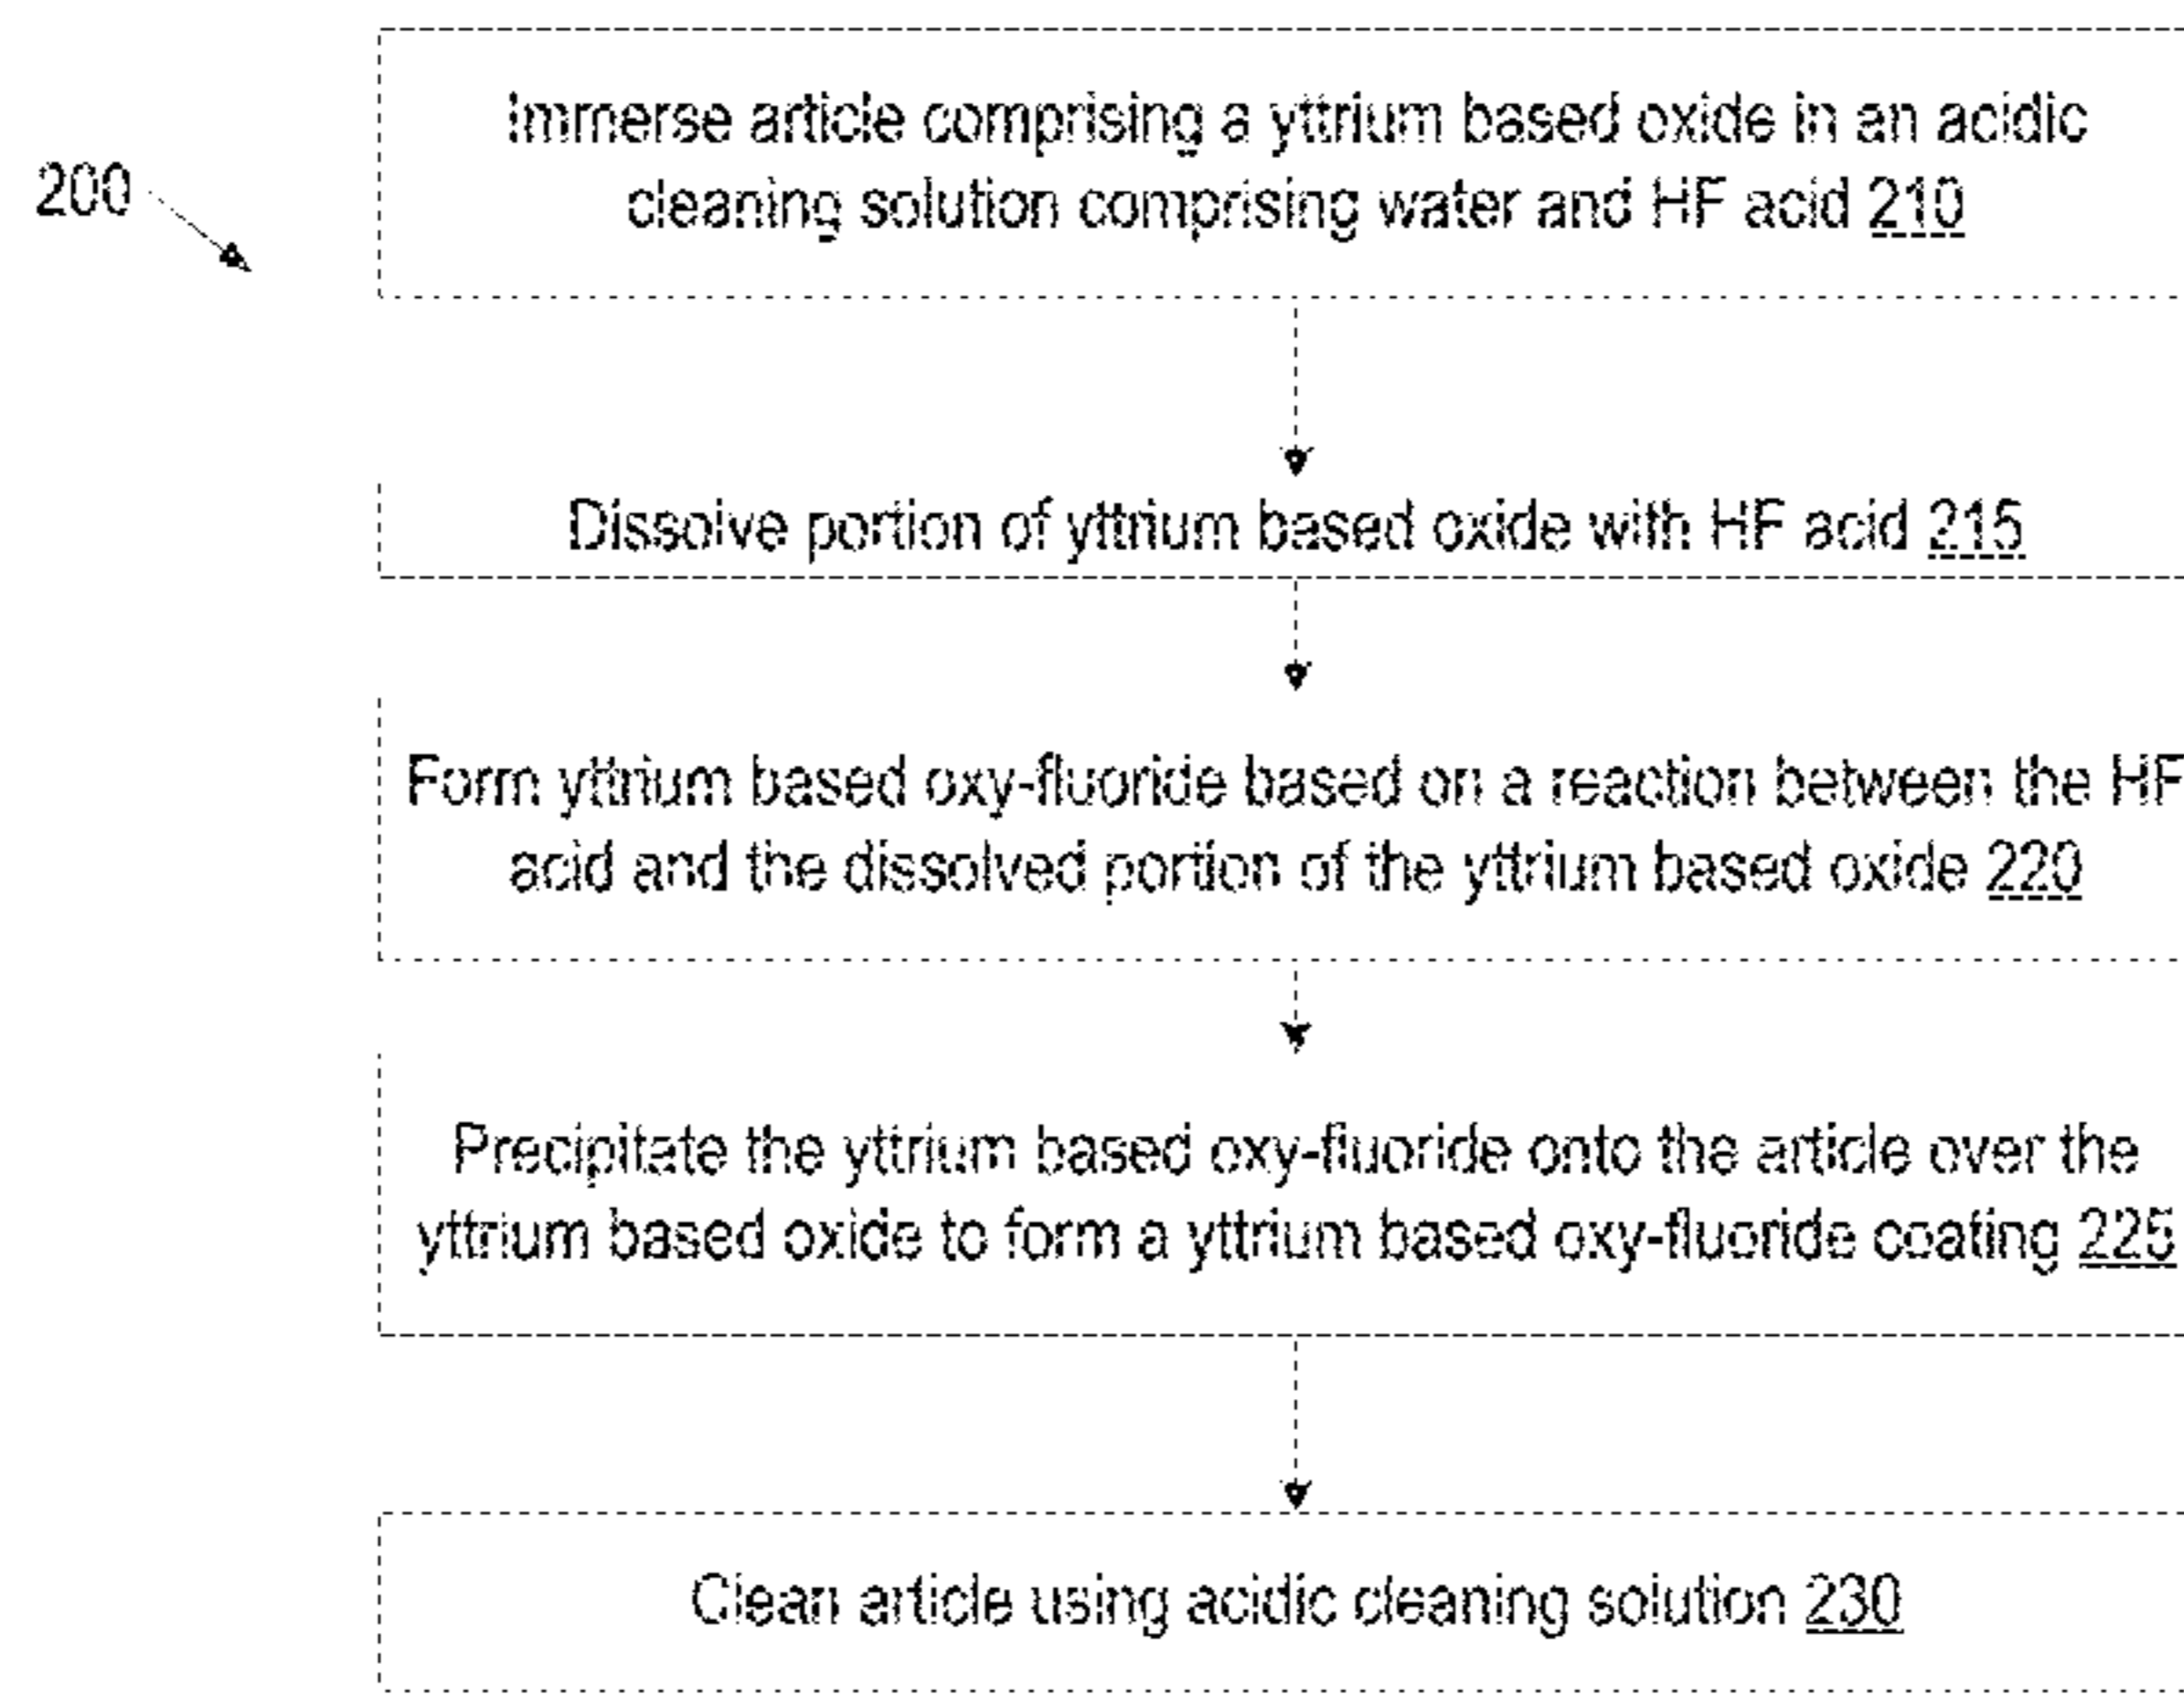 200
Immerse article comprising a yttrium based oxide in an acidic
cleaning solution comprising water and HF acid 210
Dissolve portion of yttrium based oxide with HF acid 215
Form yttrium based oxy-fluoride based on a reaction between the HF
acid and the dissolved portion of the yttrium based oxide 220
Precipitate the yttrium based oxy-fluoride onto the article over the
yttrium based oxide to form a yttrium based oxy-fluoride coating 225
Clean article using acidic cleaning solution 230